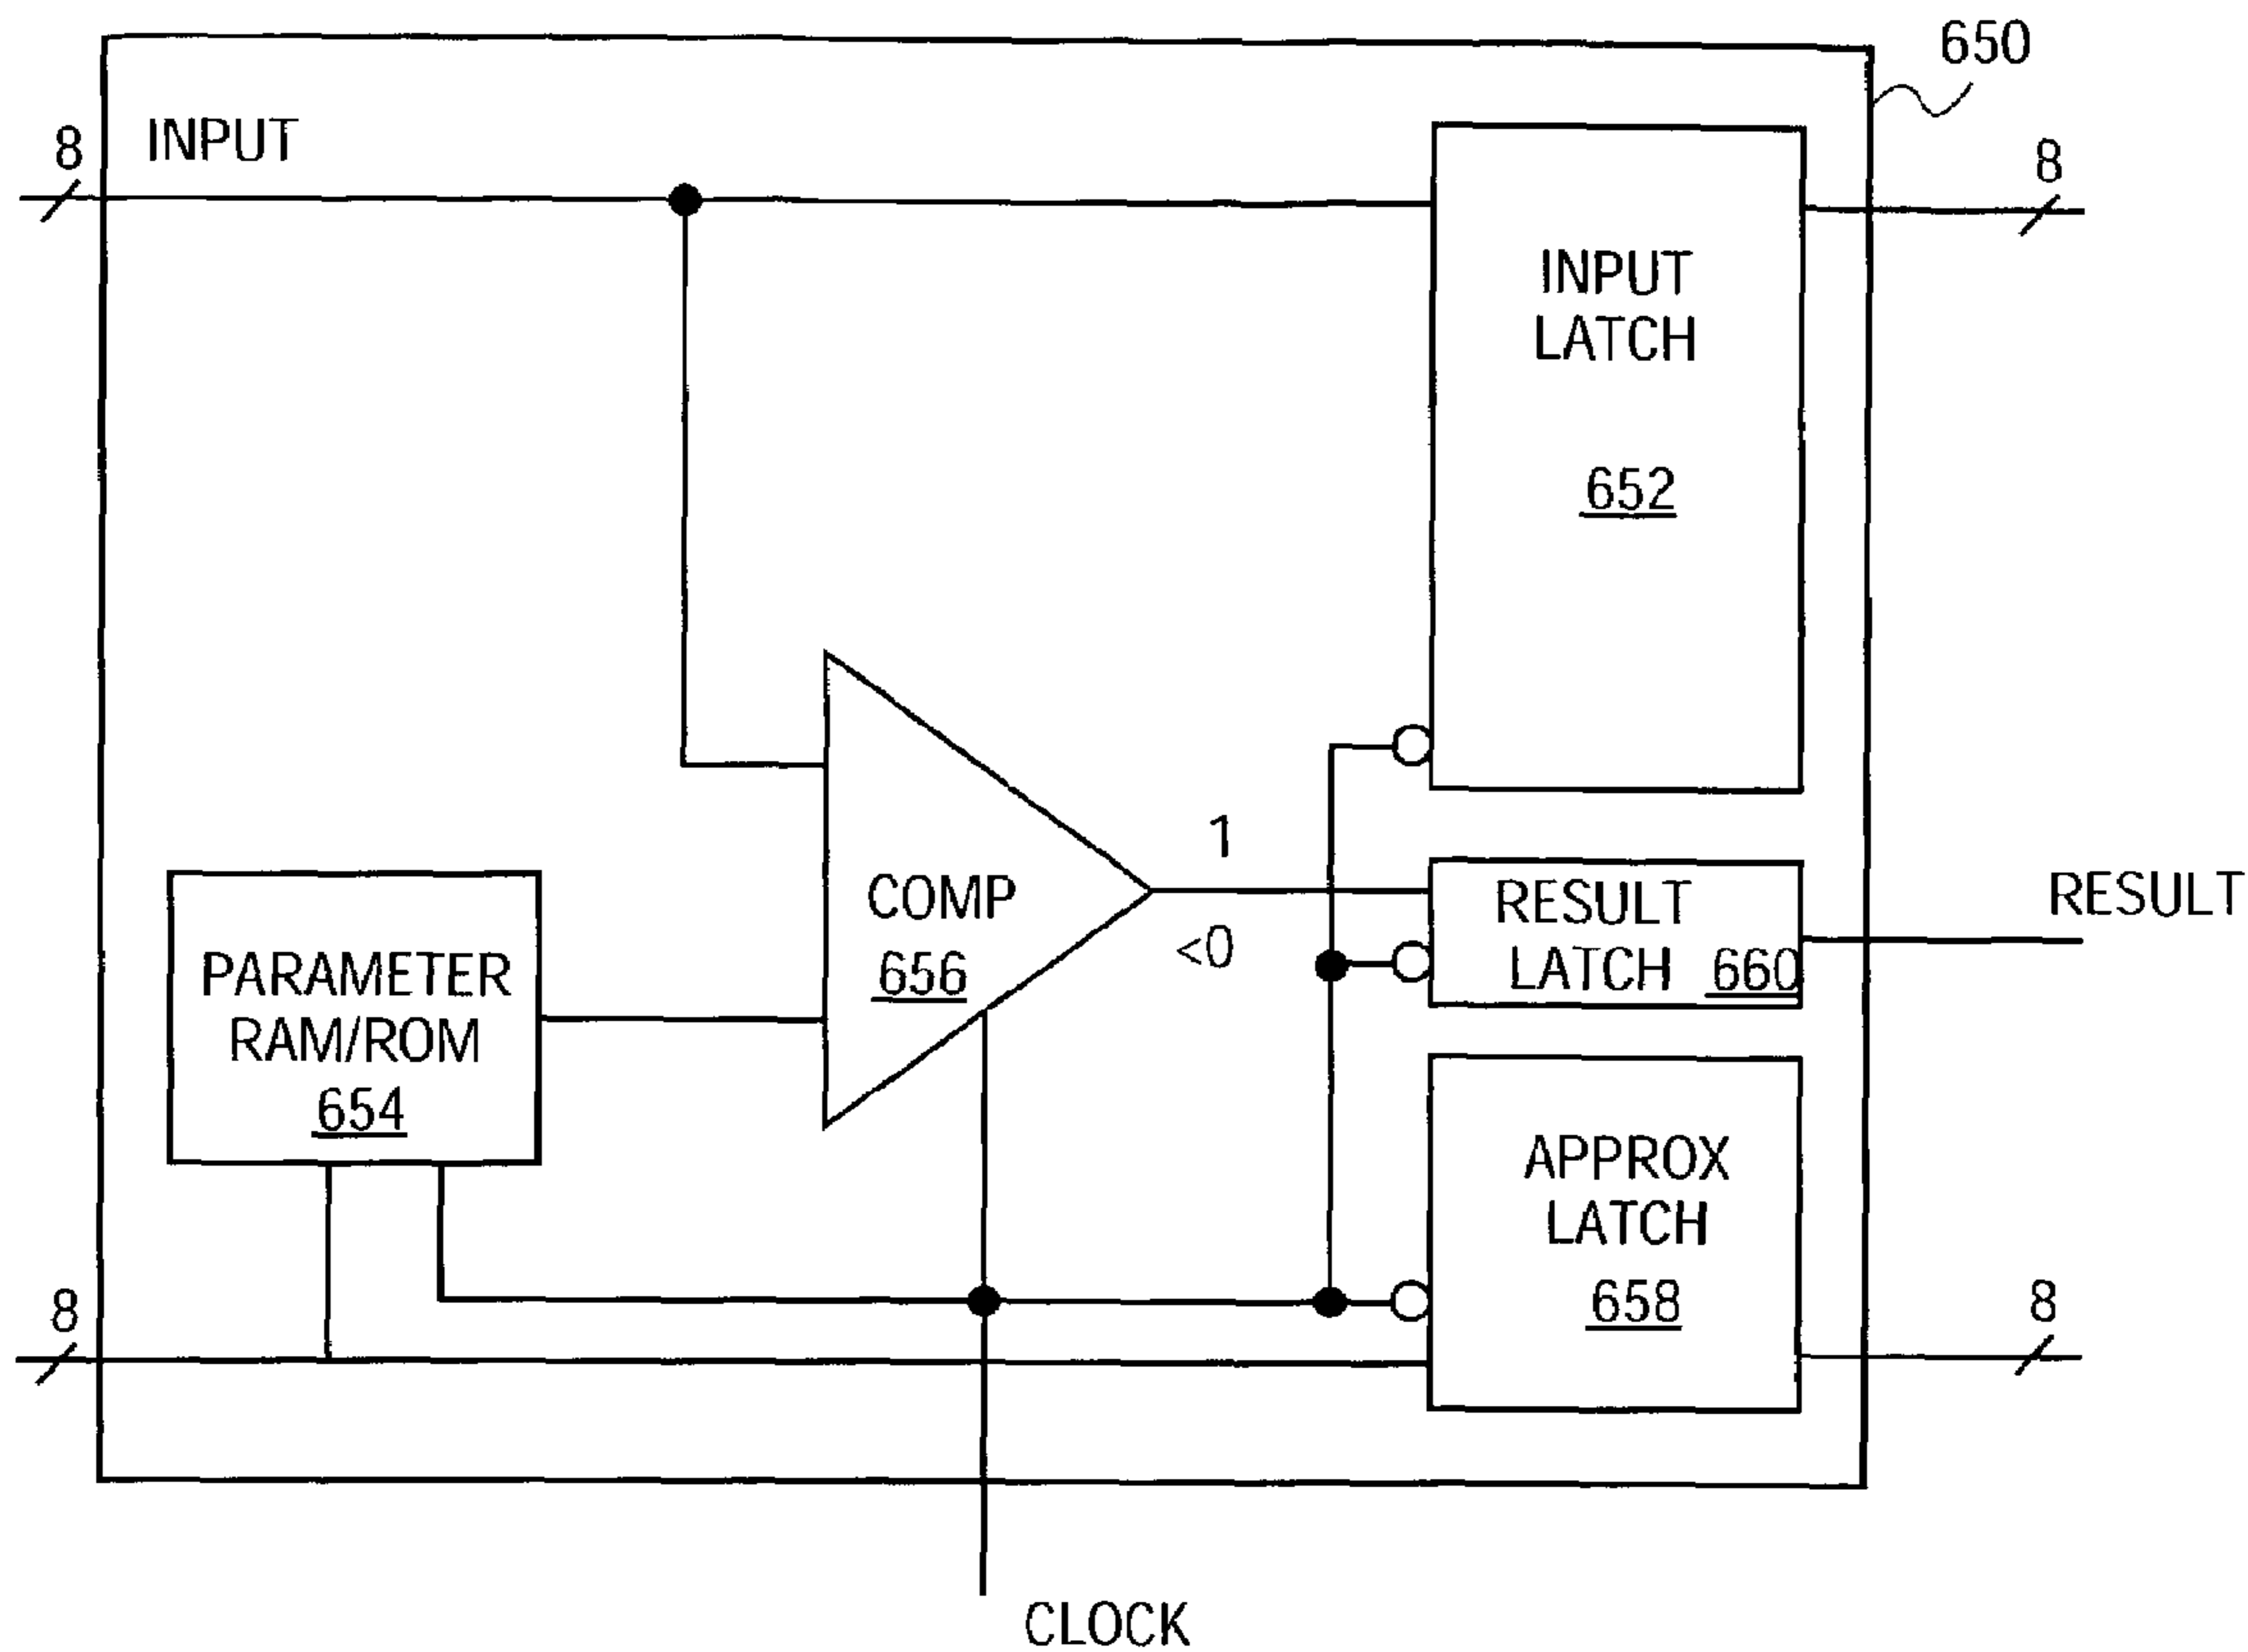 650
8
INPUT
8
INPUT
LATCH
652
1
COMP
656
<0
RESULT
LATCH 660
RESULT
PARAMETER
RAM/ROM
654
APPROX
LATCH
658
8
8
CLOCK